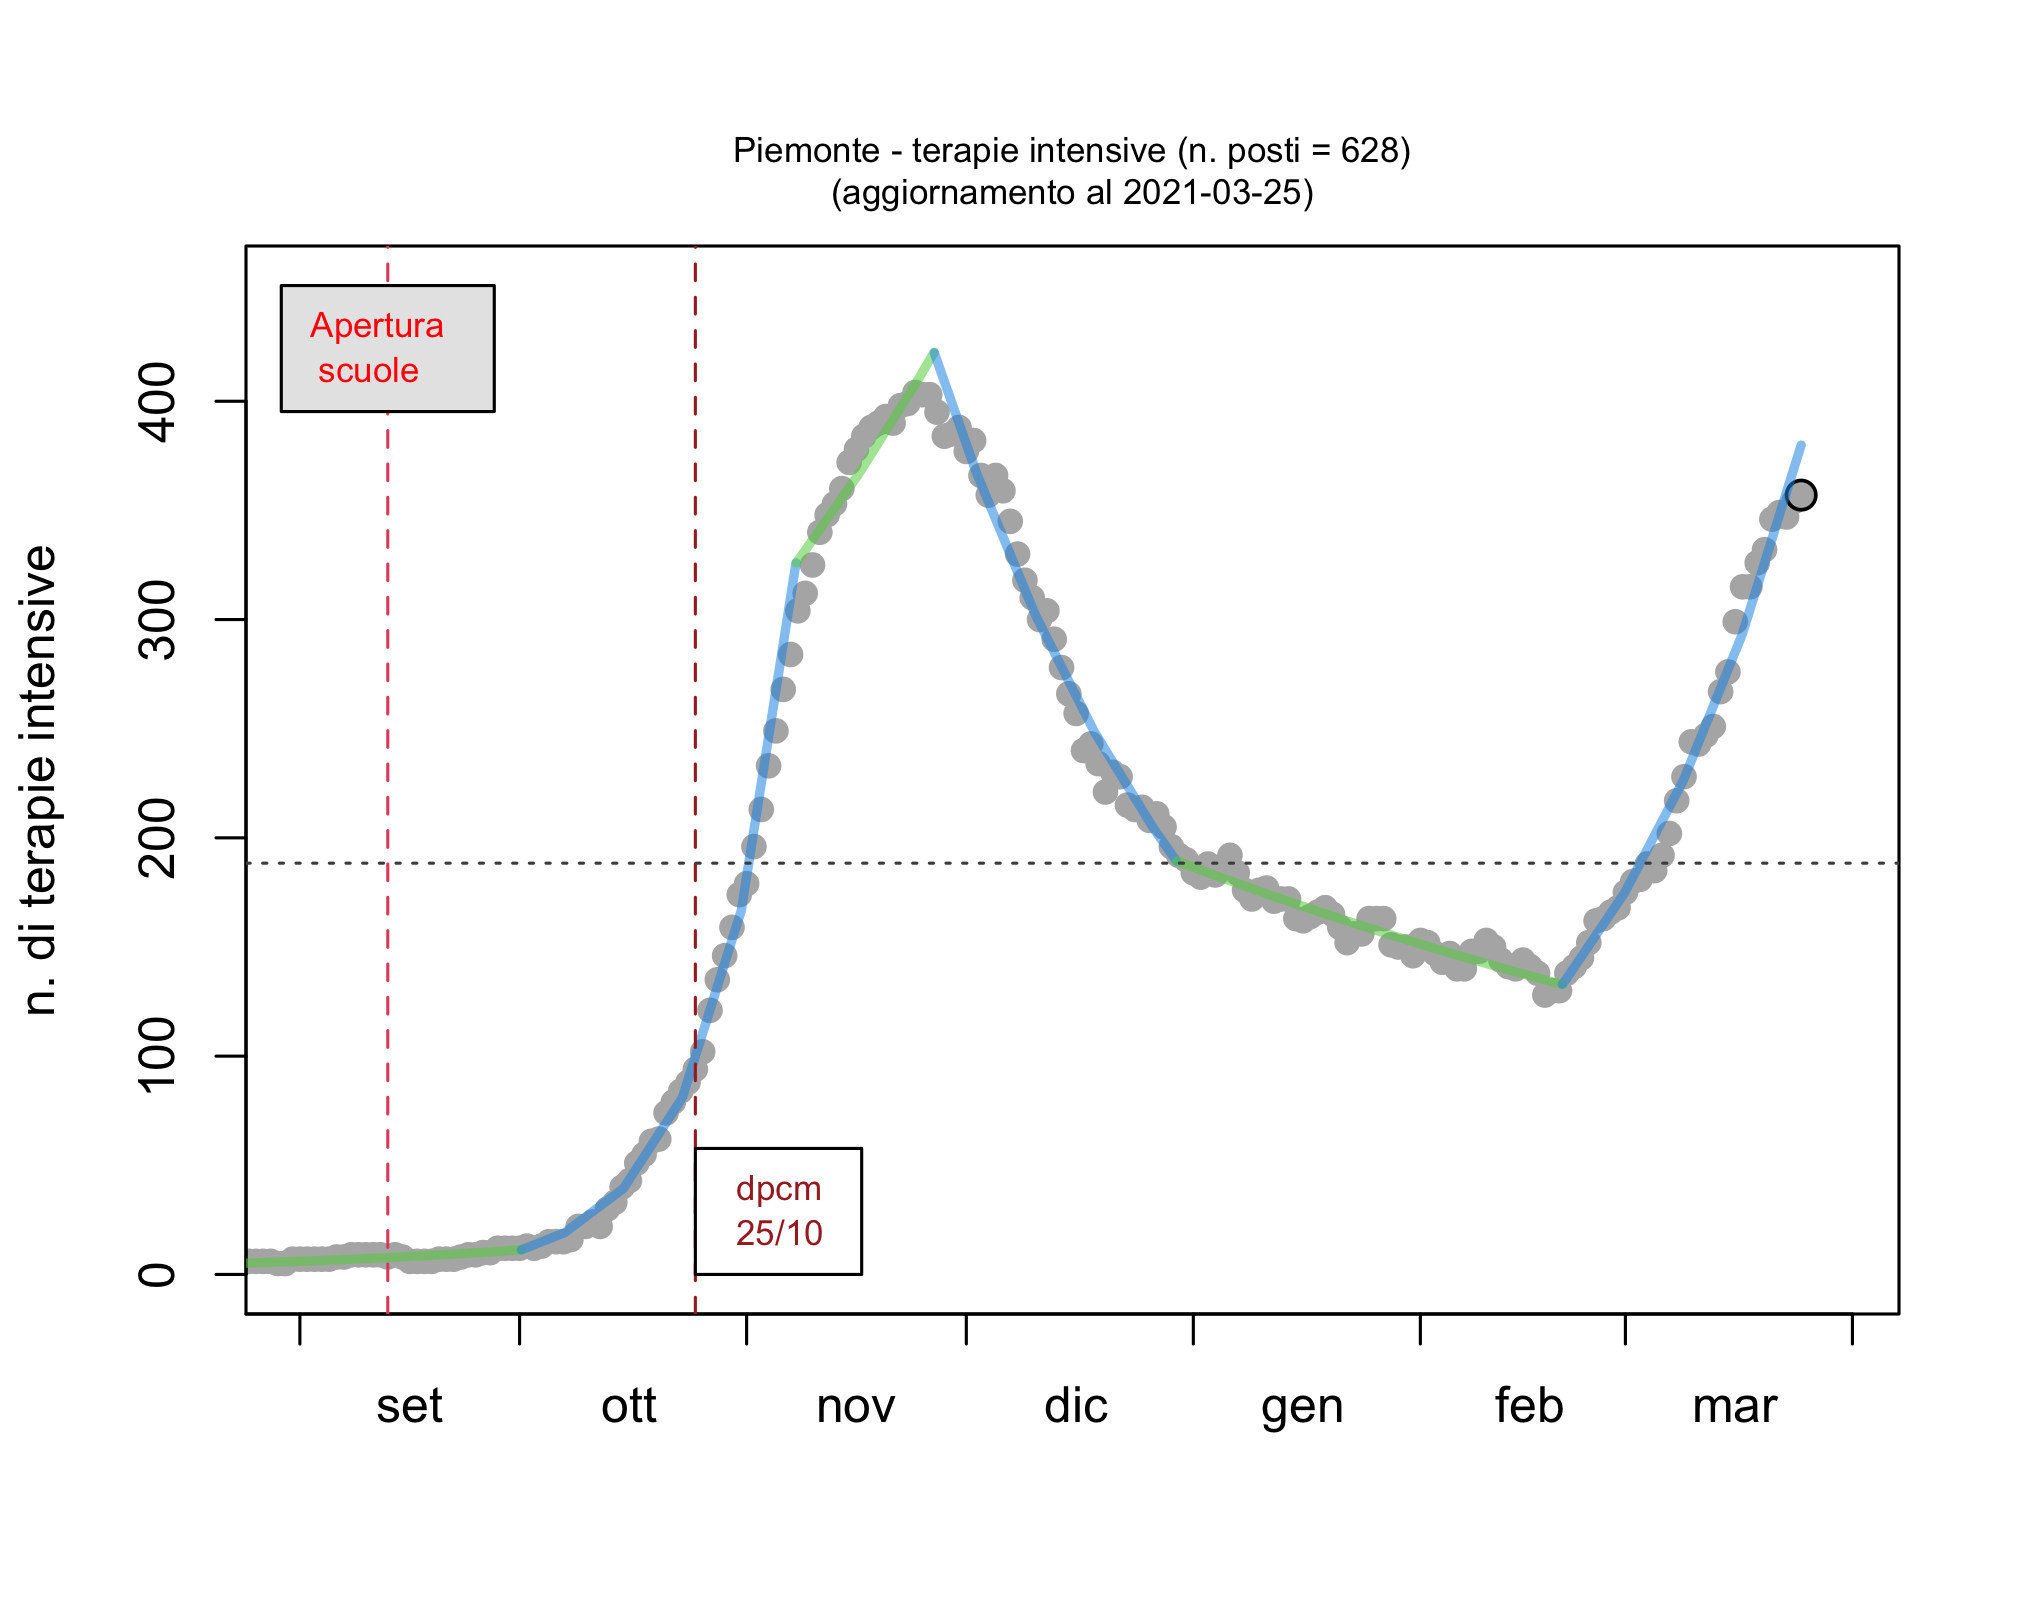 Piemonte - terapie intensive (n. posti = 628)
(aggiornamento al 2021-03-25)
Apertura
scuole
n. di terapie intensive
400
300
200
100
0
dpcm
25/10
set ott nov dic gen feb mar